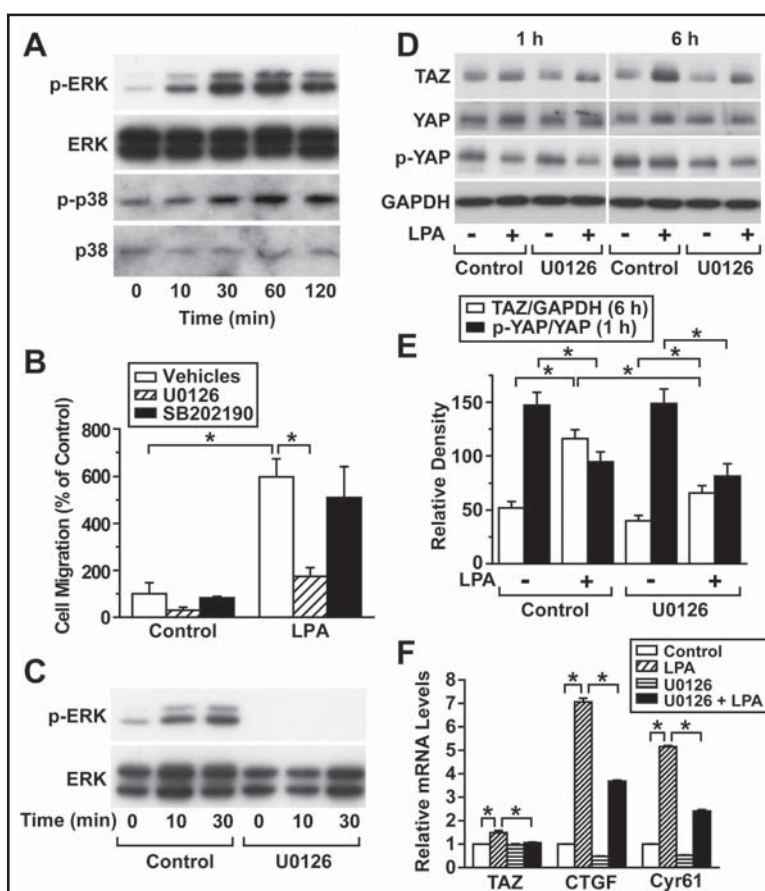 A
p-ERK
ERK
p-p38
p38
0 10 30 60 120
Time (min)
B
Vehicles
U0126
SB202190
Cell Migration (% of Control)
800
600
400
200
0
* *
Control LPA
C
p-ERK
ERK
Time (min) 0 10 30 0 10 30
Control U0126
D
1 h 6 h
TAZ
YAP
p-YAP
GAPDH
LPA - + - + - + - +
Control U0126 Control U0126
E
TAZ/GAPDH (6 h)
p-YAP/YAP (1 h)
* *
* * *
Relative Density
150
100
50
0
LPA - + - +
Control U0126
F
Control
LPA
U0126
U0126 + LPA
Relative mRNA Levels
8
7
6
5
4
3
2
1
0
* * * * * *
TAZ CTGF Cyr61